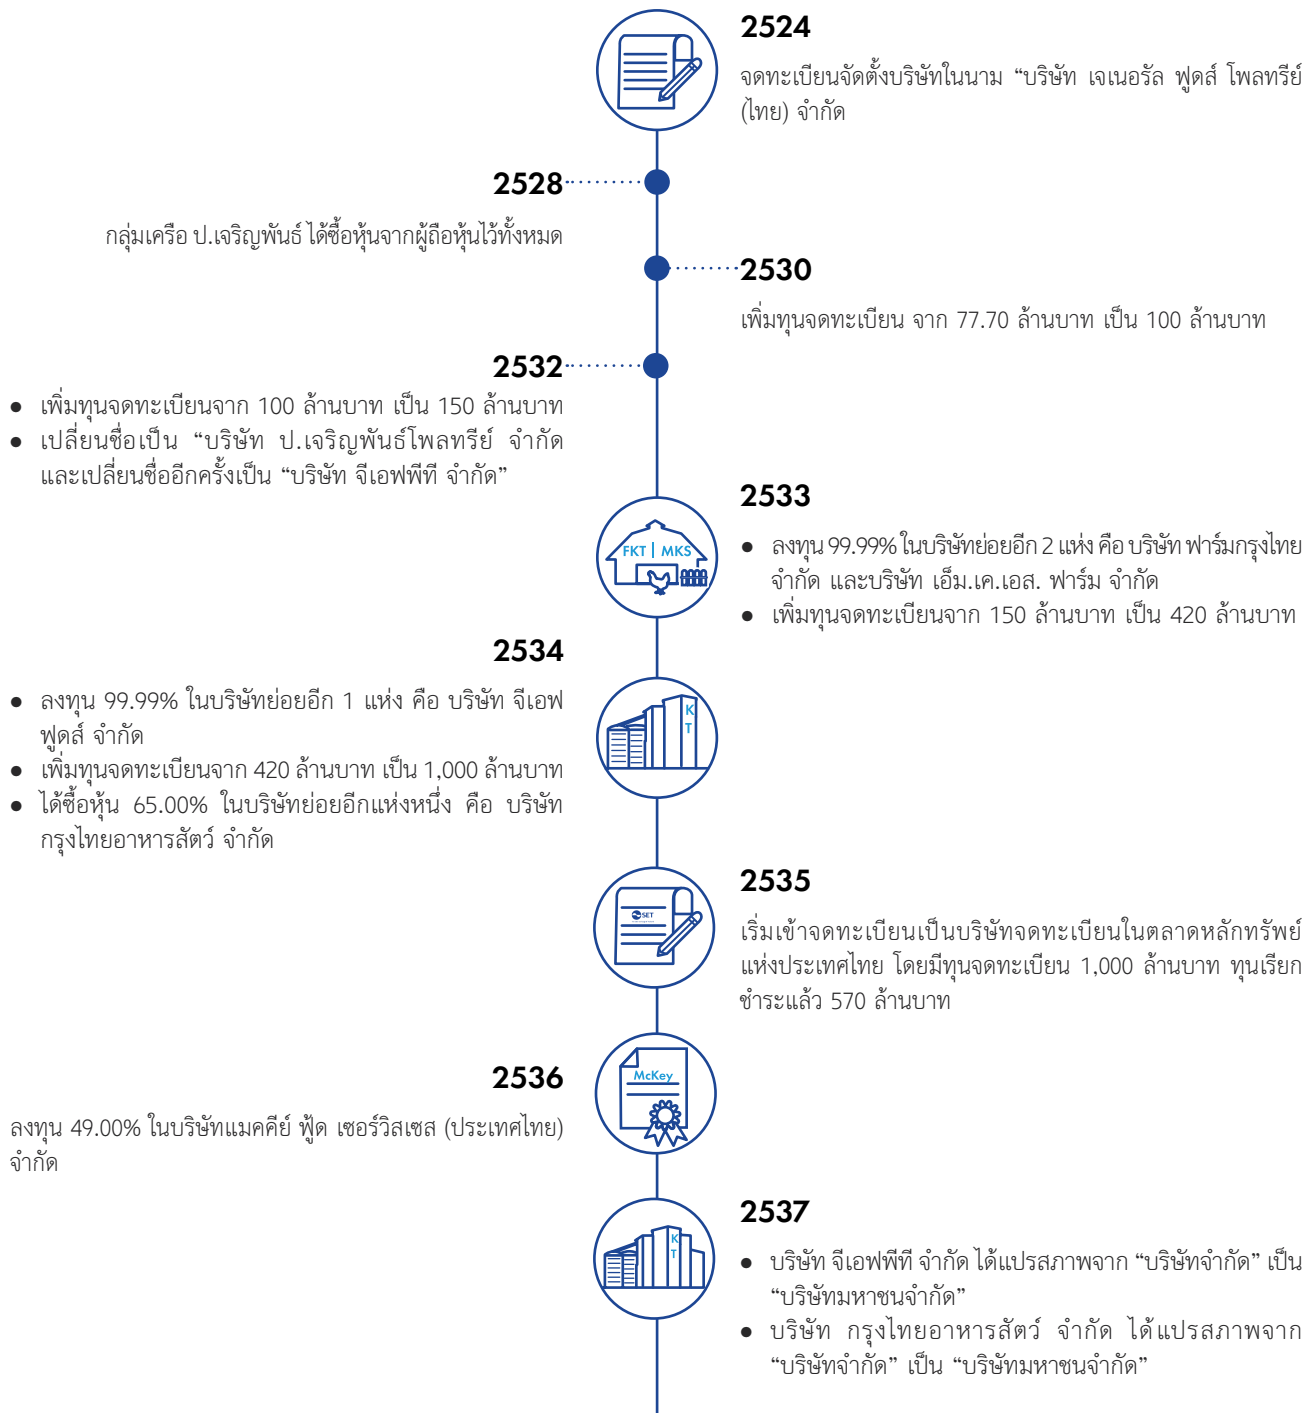 2524
จดทะเบียนจัดตั้งบริษัทในนาม “บริษัท เจเนอรัล ฟูดส์ โพลทรีย์
(ไทย) จำกัด
2528
กลุ่มเครือ ป.เจริญพันธ์ ได้ซื้อหุ้นจากผู้ถือหุ้นไว้ทั้งหมด
2530
เพิ่มทุนจดทะเบียน จาก 77.70 ล้านบาท เป็น 100 ล้านบาท
2532
● เพิ่มทุนจดทะเบียนจาก 100 ล้านบาท เป็น 150 ล้านบาท
● เปลี่ยนชื่อเป็น “บริษัท ป.เจริญพันธ์โพลทรีย์ จำกัด
และเปลี่ยนชื่ออีกครั้งเป็น “บริษัท จีเอฟพีที จำกัด”
2533
FKT | MKS
● ลงทุน 99.99% ในบริษัทย่อยอีก 2 แห่ง คือ บริษัท ฟาร์มกรุงไทย
จำกัด และบริษัท เอ็ม.เค.เอส. ฟาร์ม จำกัด
● เพิ่มทุนจดทะเบียนจาก 150 ล้านบาท เป็น 420 ล้านบาท
2534
● ลงทุน 99.99% ในบริษัทย่อยอีก 1 แห่ง คือ บริษัท จีเอฟ
ฟูดส์ จำกัด
● เพิ่มทุนจดทะเบียนจาก 420 ล้านบาท เป็น 1,000 ล้านบาท
● ได้ซื้อหุ้น 65.00% ในบริษัทย่อยอีกแห่งหนึ่ง คือ บริษัท
กรุงไทยอาหารสัตว์ จำกัด
K
T
2535
SET
เริ่มเข้าจดทะเบียนเป็นบริษัทจดทะเบียนในตลาดหลักทรัพย์
แห่งประเทศไทย โดยมีทุนจดทะเบียน 1,000 ล้านบาท ทุนเรียก
ชำระแล้ว 570 ล้านบาท
2536
McKey
ลงทุน 49.00% ในบริษัทแมคคีย์ ฟู้ด เซอร์วิสเซส (ประเทศไทย)
จำกัด
2537
K
T
● บริษัท จีเอฟพีที จำกัด ได้แปรสภาพจาก “บริษัทจำกัด” เป็น
“บริษัทมหาชนจำกัด”
● บริษัท กรุงไทยอาหารสัตว์ จำกัด ได้แปรสภาพจาก
“บริษัทจำกัด” เป็น “บริษัทมหาชนจำกัด”